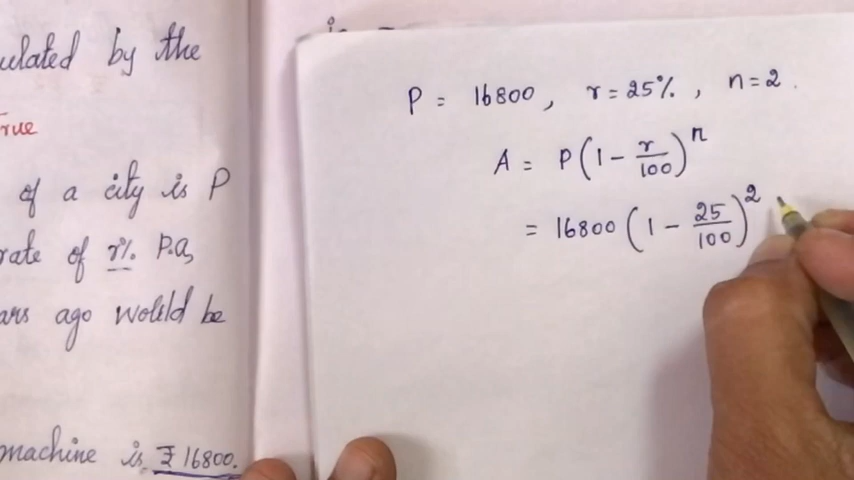 ulated by the
rue
of a city is P
rate of r% P.a,
ars ago would be
machine is ₹16800.
P = 16800, r = 25%, n = 2.
A = P(1 - r/100)^n
= 16800 (1 - 25/100)^2